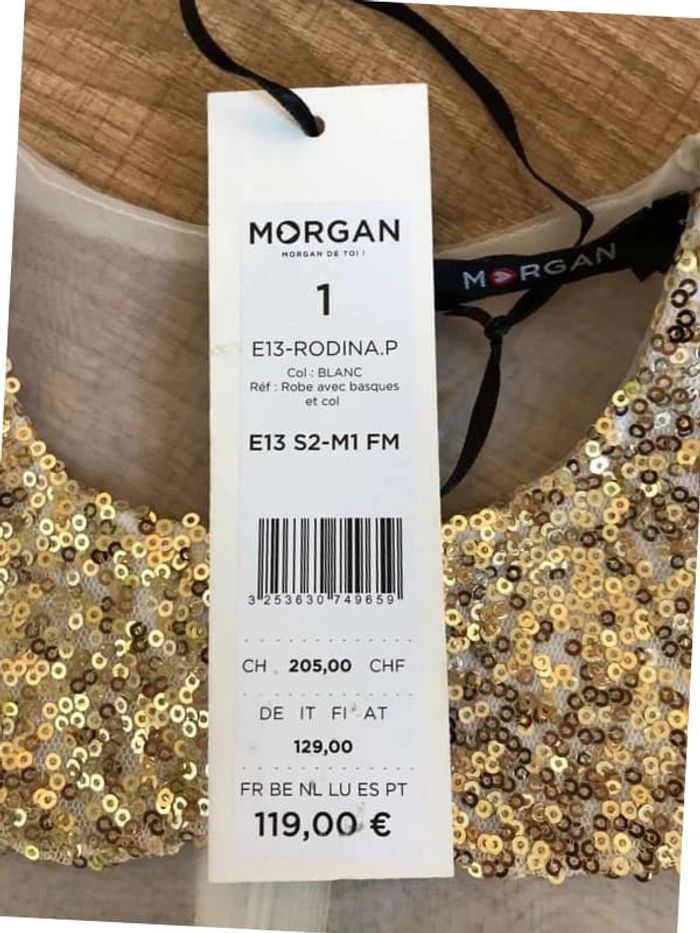 MORGAN
MORGAN DE TOI !
1
E13-RODINA.P
Col : BLANC
Réf : Robe avec basques
et col
E13 S2-M1 FM
3 253630 749659
CH 205,00 CHF
DE IT FI AT
129,00
FR BE NL LU ES PT
119,00 €
MORGAN